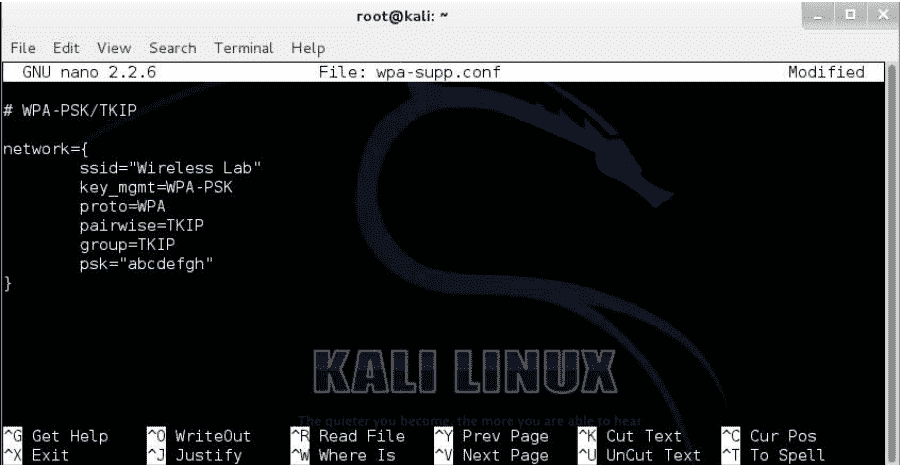 root@kali: ~
File Edit View Search Terminal Help
GNU nano 2.2.6 File: wpa-supp.conf Modified
# WPA-PSK/TKIP
network={
ssid="Wireless Lab"
key_mgmt=WPA-PSK
proto=WPA
pairwise=TKIP
group=TKIP
psk="abcdefgh"
}
KALI LINUX
The quieter you become, the more you are able to hear
^G Get Help ^O WriteOut ^R Read File ^Y Prev Page ^K Cut Text ^C Cur Pos
^X Exit ^J Justify ^W Where Is ^V Next Page ^U UnCut Text ^T To Spell